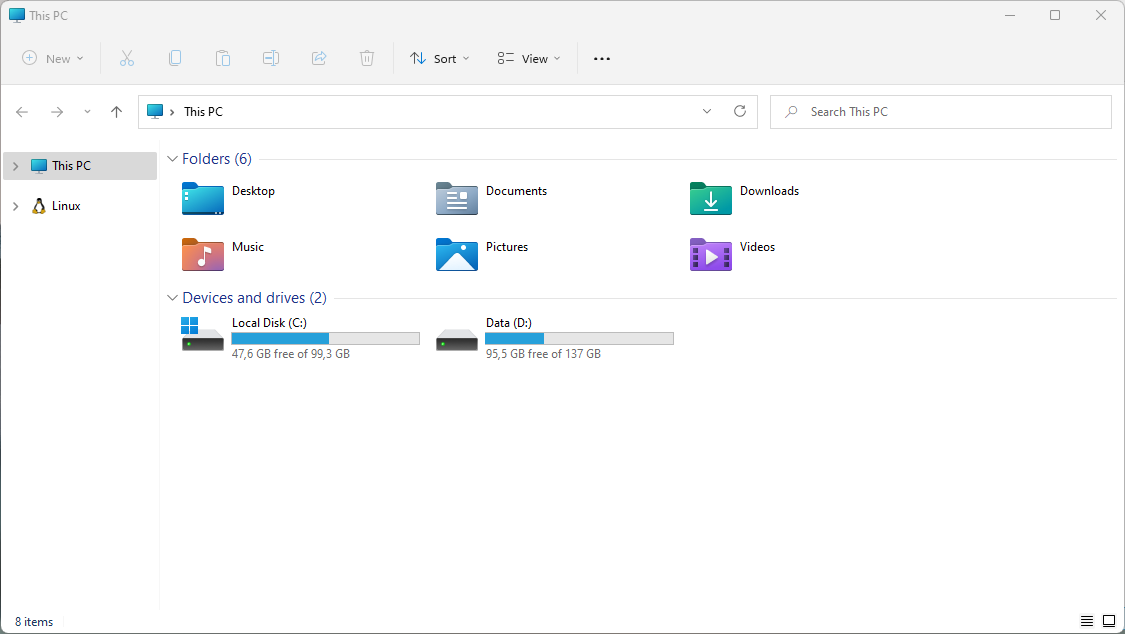 This PC
New
Sort
View
This PC
Search This PC
This PC
Linux
Folders (6)
Desktop
Documents
Downloads
Music
Pictures
Videos
Devices and drives (2)
Local Disk (C:)
47,6 GB free of 99,3 GB
Data (D:)
95,5 GB free of 137 GB
8 items